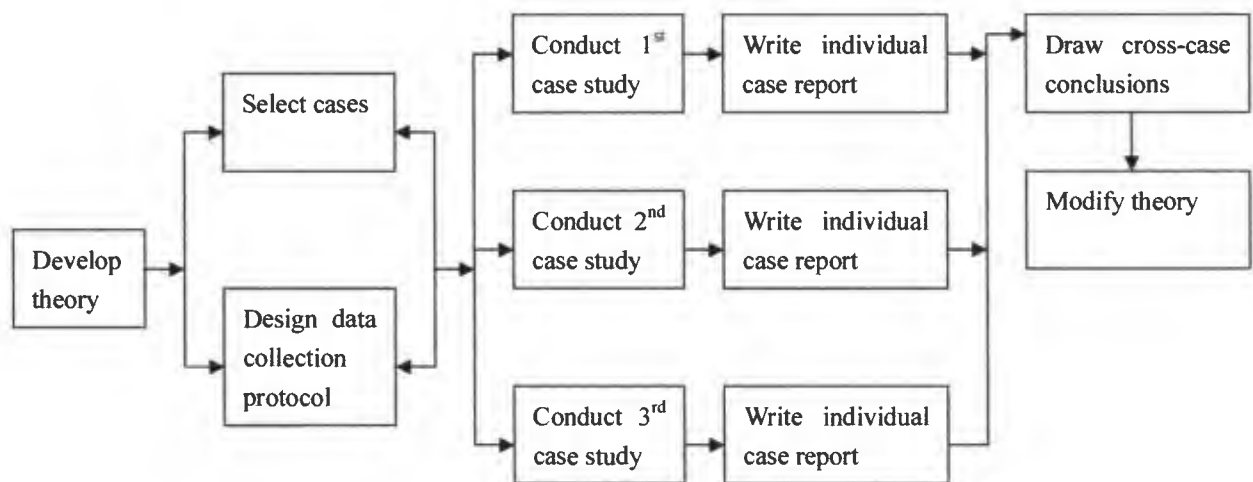 Develop
theory
Select cases
Design data
collection
protocol
Conduct 1st
case study
Write individual
case report
Conduct 2nd
case study
Write individual
case report
Conduct 3rd
case study
Write individual
case report
Draw cross-case
conclusions
Modify theory